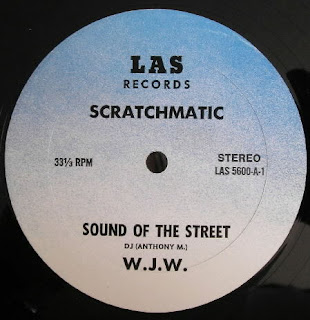 LAS
RECORDS
SCRATCHMATIC
33⅓ RPM
STEREO
LAS 5600-A-1
SOUND OF THE STREET
DJ (ANTHONY M.)
W.J.W.